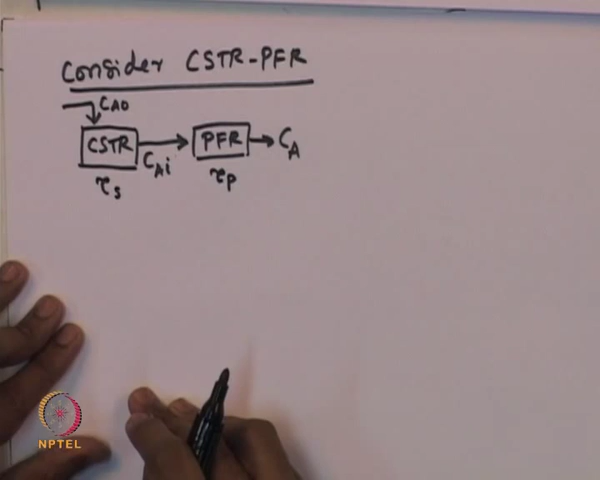 Consider CSTR-PFR
CA0
CSTR
CAi
PFR
CA
τs
τp
NPTEL